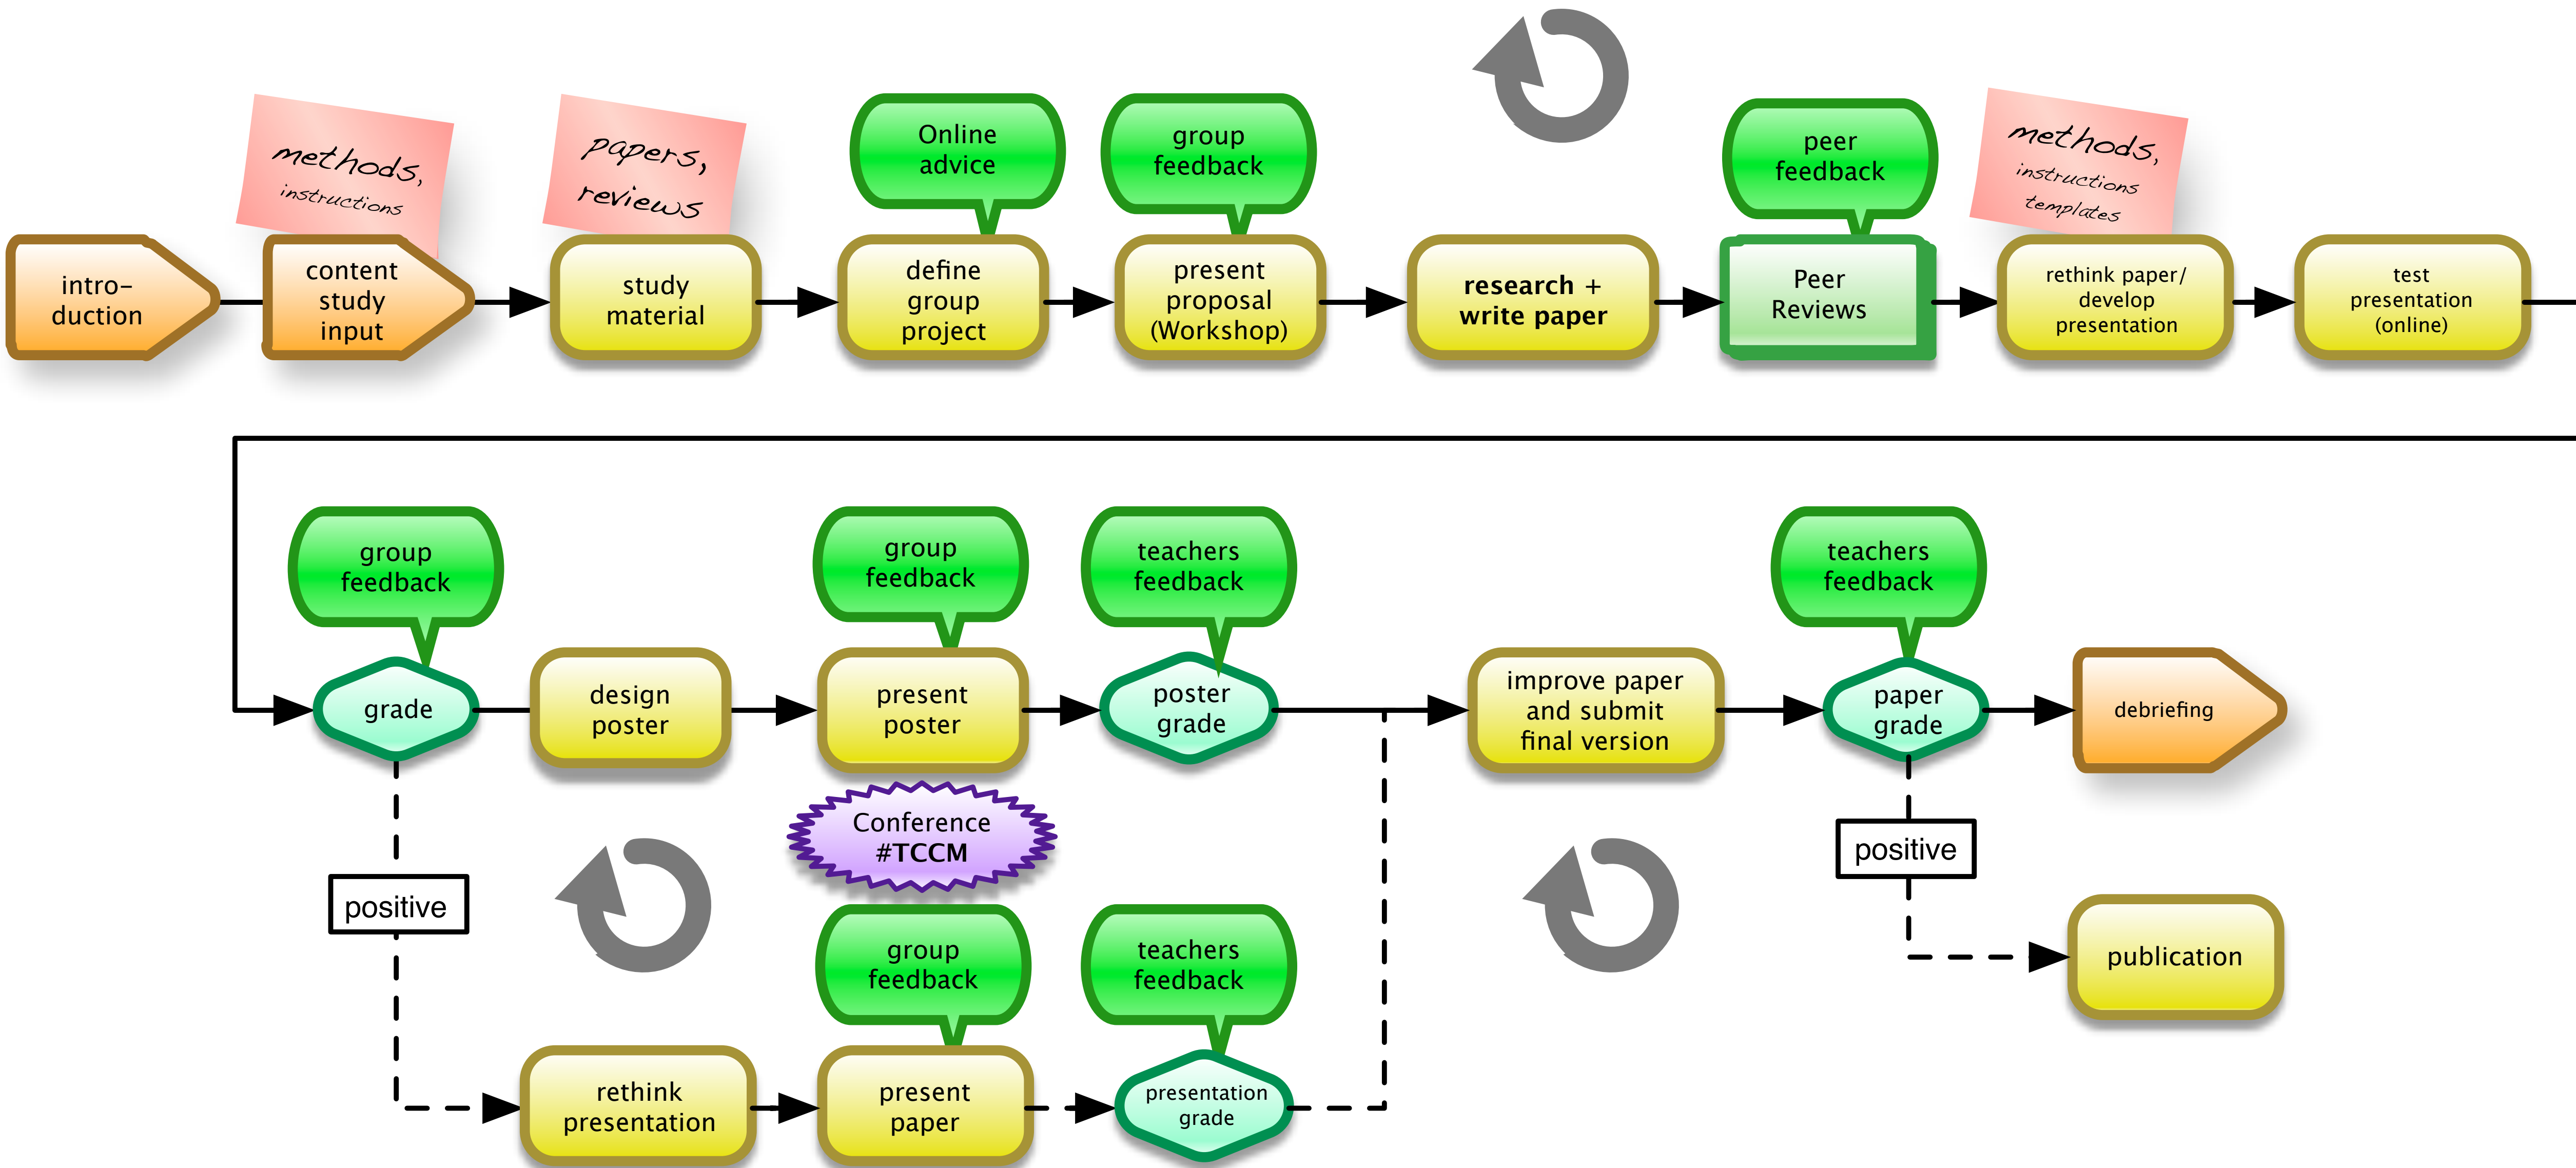 methods,
instructions
papers,
reviews
Online
advice
group
feedback
peer
feedback
methods,
instructions
templates
intro-
duction
content
study
input
study
material
define
group
project
present
proposal
(Workshop)
research +
write paper
Peer
Reviews
rethink paper/
develop
presentation
test
presentation
(online)
group
feedback
group
feedback
teachers
feedback
teachers
feedback
grade
design
poster
present
poster
poster
grade
improve paper
and submit
final version
paper
grade
debriefing
Conference
#TCCM
positive
positive
group
feedback
teachers
feedback
publication
rethink
presentation
present
paper
presentation
grade